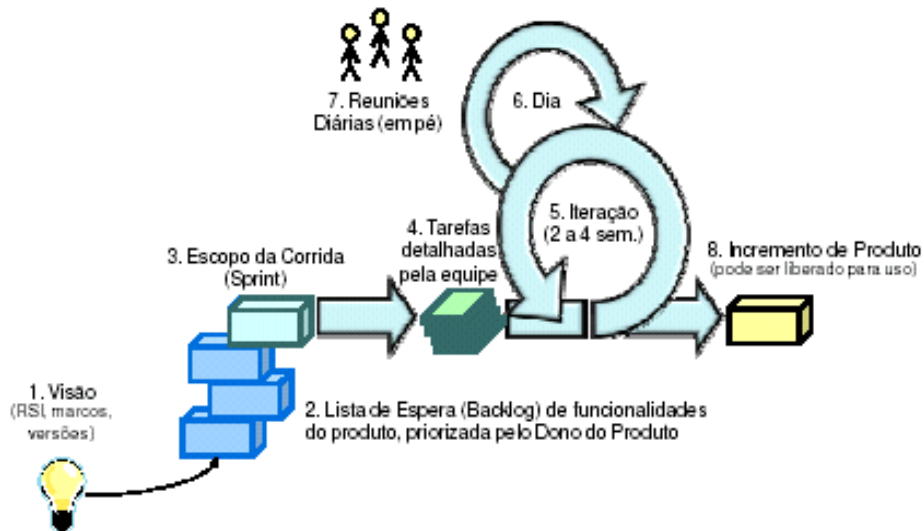 7. Reuniões
Diárias (em pé)
6. Dia
5. Iteração
(2 a 4 sem.)
4. Tarefas
detalhadas
pela equipe
3. Escopo da Corrida
(Sprint)
8. Incremento de Produto
(pode ser liberado para uso)
1. Visão
(RSI, marcos,
versões)
2. Lista de Espera (Backlog) de funcionalidades
do produto, priorizada pelo Dono do Produto